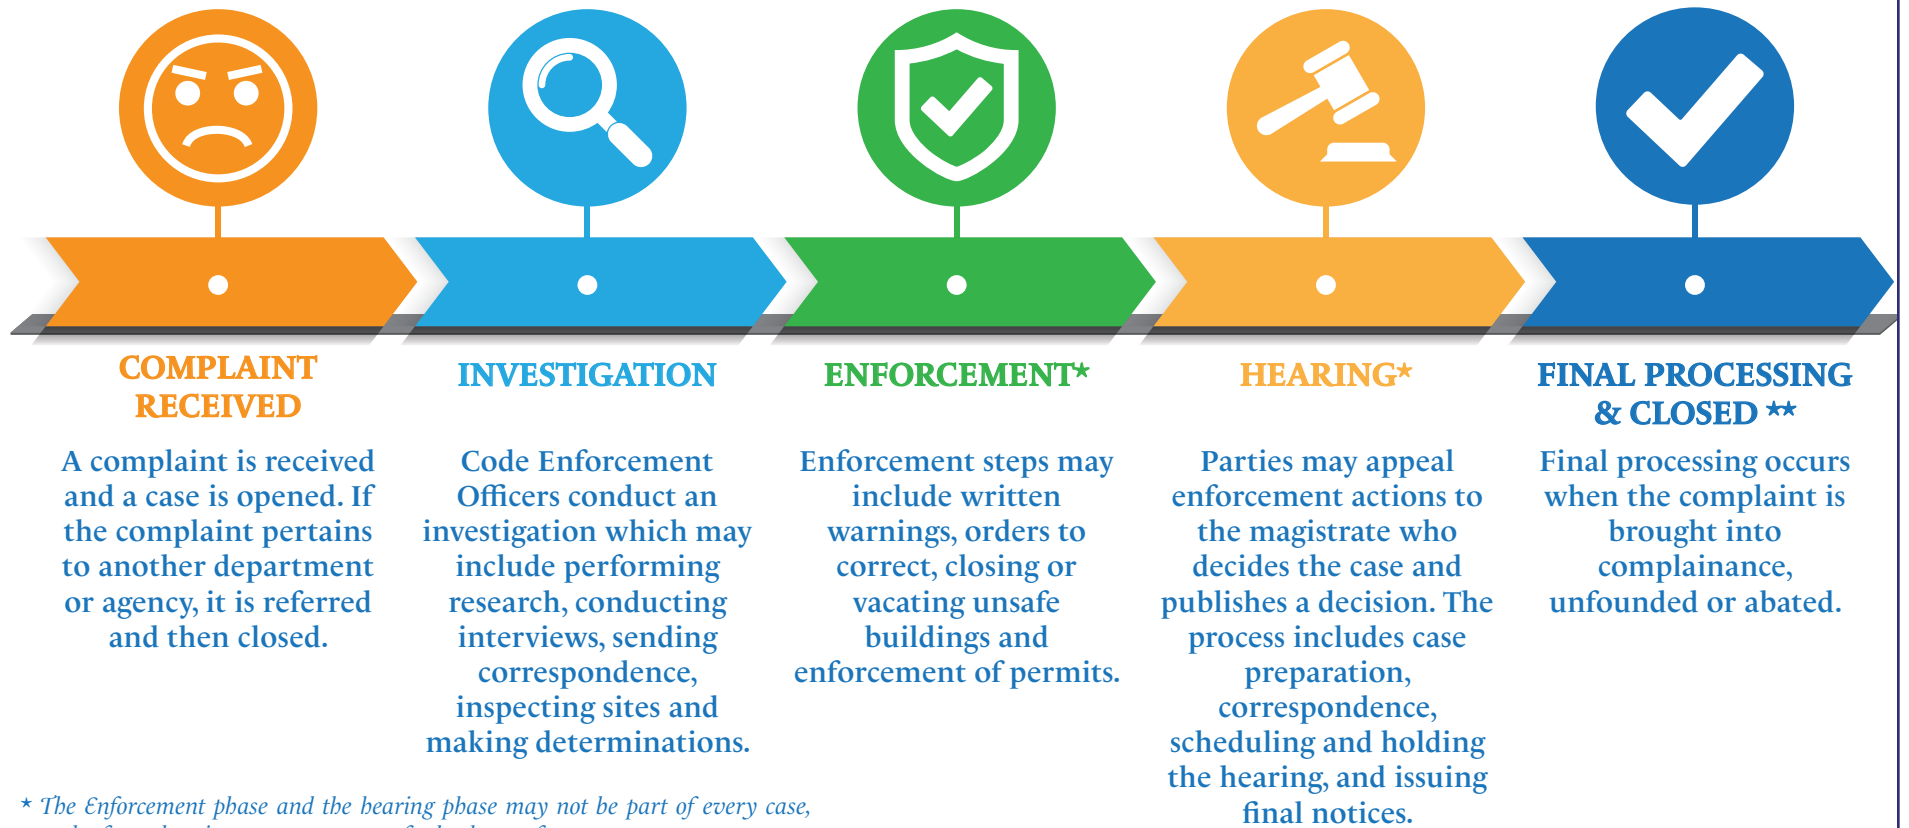 COMPLAINT
RECEIVED
A complaint is received
and a case is opened. If
the complaint pertains
to another department
or agency, it is referred
and then closed.
INVESTIGATION
Code Enforcement
Officers conduct an
investigation which may
include performing
research, conducting
interviews, sending
correspondence,
inspecting sites and
making determinations.
ENFORCEMENT★
Enforcement steps may
include written
warnings, orders to
correct, closing or
vacating unsafe
buildings and
enforcement of permits.
HEARING★
Parties may appeal
enforcement actions to
the magistrate who
decides the case and
publishes a decision. The
process includes case
preparation,
correspondence,
scheduling and holding
the hearing, and issuing
final notices.
FINAL PROCESSING
& CLOSED ★★
Final processing occurs
when the complaint is
brought into
complainance,
unfounded or abated.
★ The Enforcement phase and the hearing phase may not be part of every case,